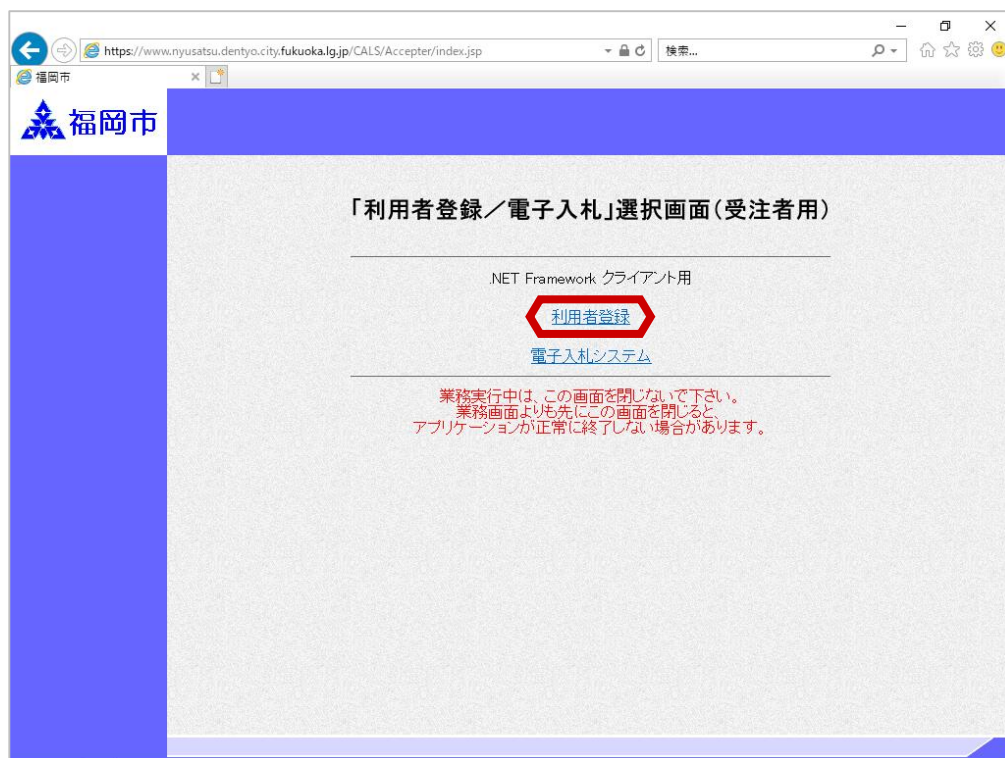 https://www.nyusatsu.dentyo.city.fukuoka.lg.jp/CALS/Accepter/index.jsp
検索...
福岡市
福岡市
「利用者登録／電子入札」選択画面(受注者用)
.NET Framework クライアント用
利用者登録
電子入札システム
業務実行中は、この画面を閉じないで下さい。
業務画面よりも先にこの画面を閉じると、
アプリケーションが正常に終了しない場合があります。